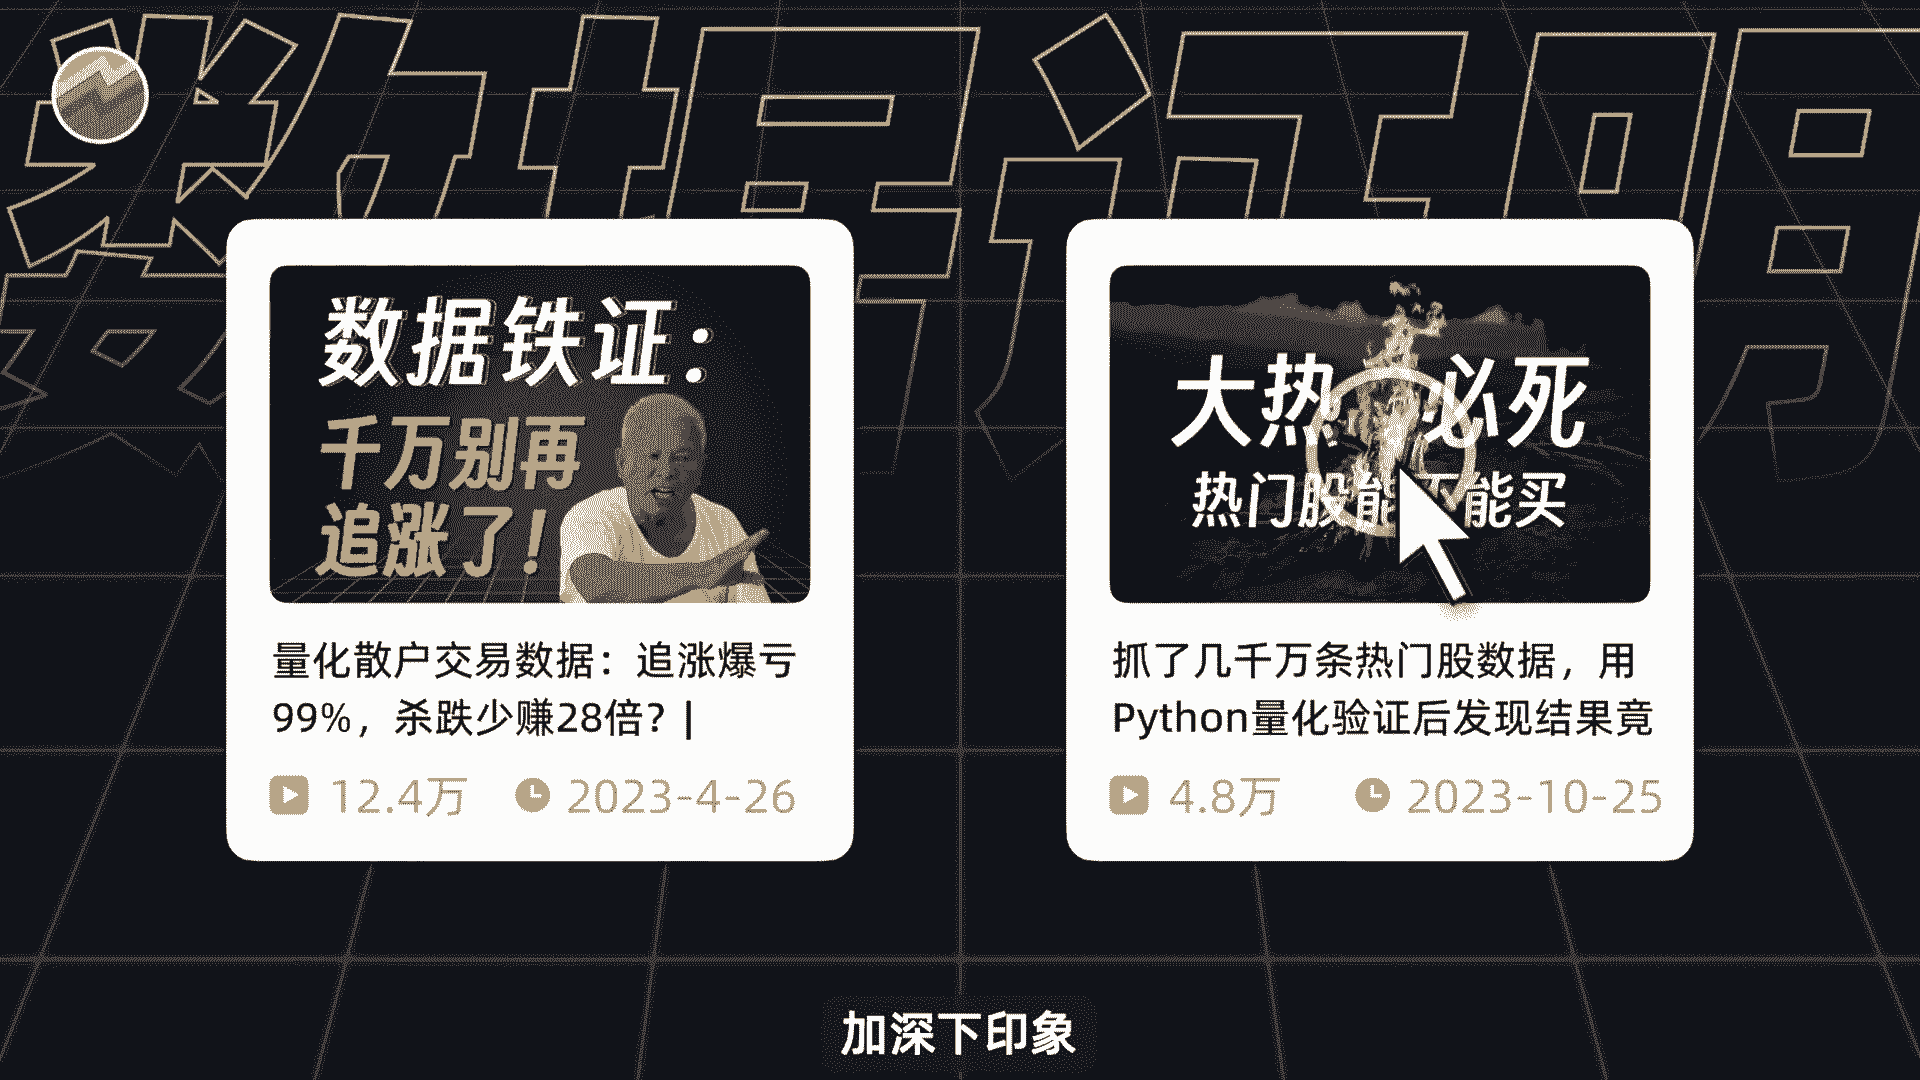 数据证明
数据铁证：
千万别再
追涨了！
量化散户交易数据：追涨爆亏
99%，杀跌少赚28倍？|
12.4万 2023-4-26
大热 必死
热门股能不能买
抓了几千万条热门股数据，用
Python量化验证后发现结果竟
4.8万 2023-10-25
加深下印象